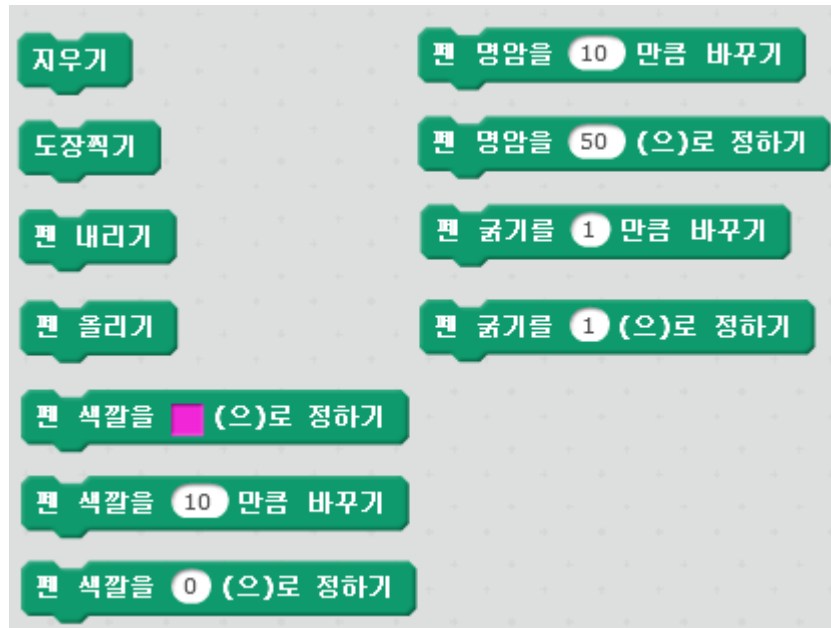 지우기
도장찍기
펜 내리기
펜 올리기
펜 색깔을 (으)로 정하기
펜 색깔을 10 만큼 바꾸기
펜 색깔을 0 (으)로 정하기
펜 명암을 10 만큼 바꾸기
펜 명암을 50 (으)로 정하기
펜 굵기를 1 만큼 바꾸기
펜 굵기를 1 (으)로 정하기